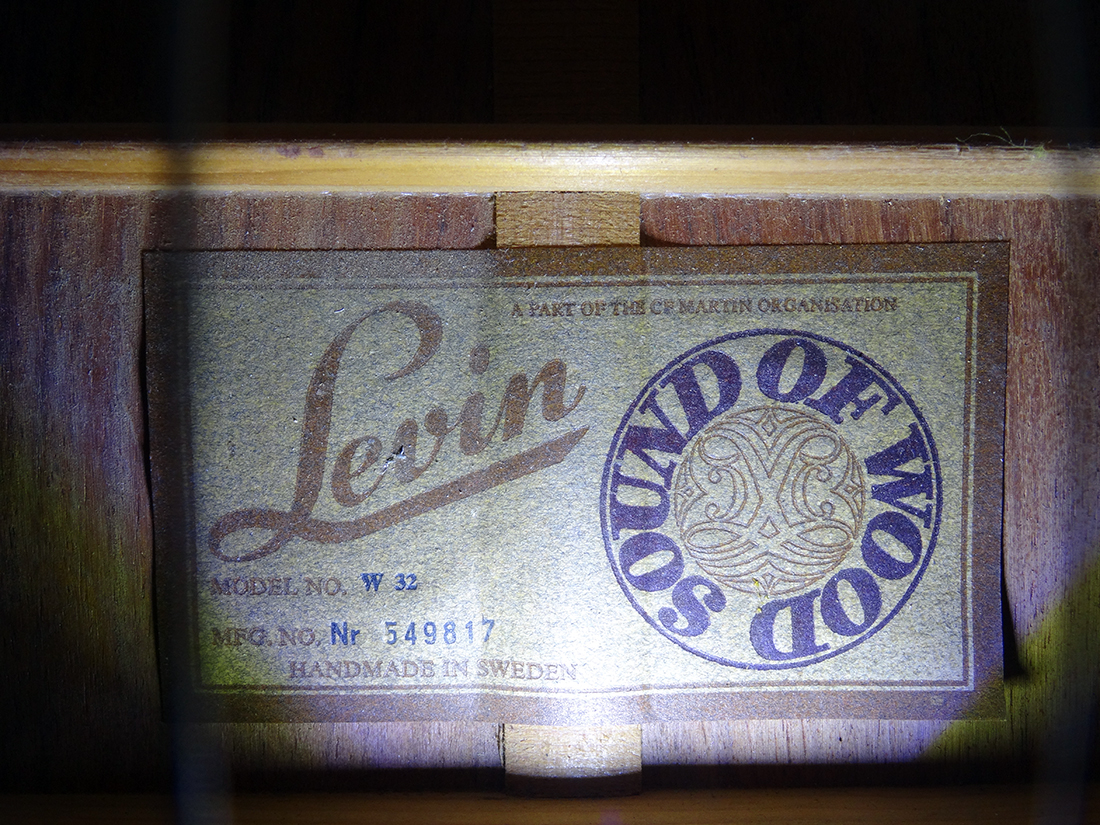 A PART OF THE CF MARTIN ORGANISATION
Levin
SOUND OF WOOD
MODEL NO. W 32
MFG. NO. Nr 549817
HANDMADE IN SWEDEN